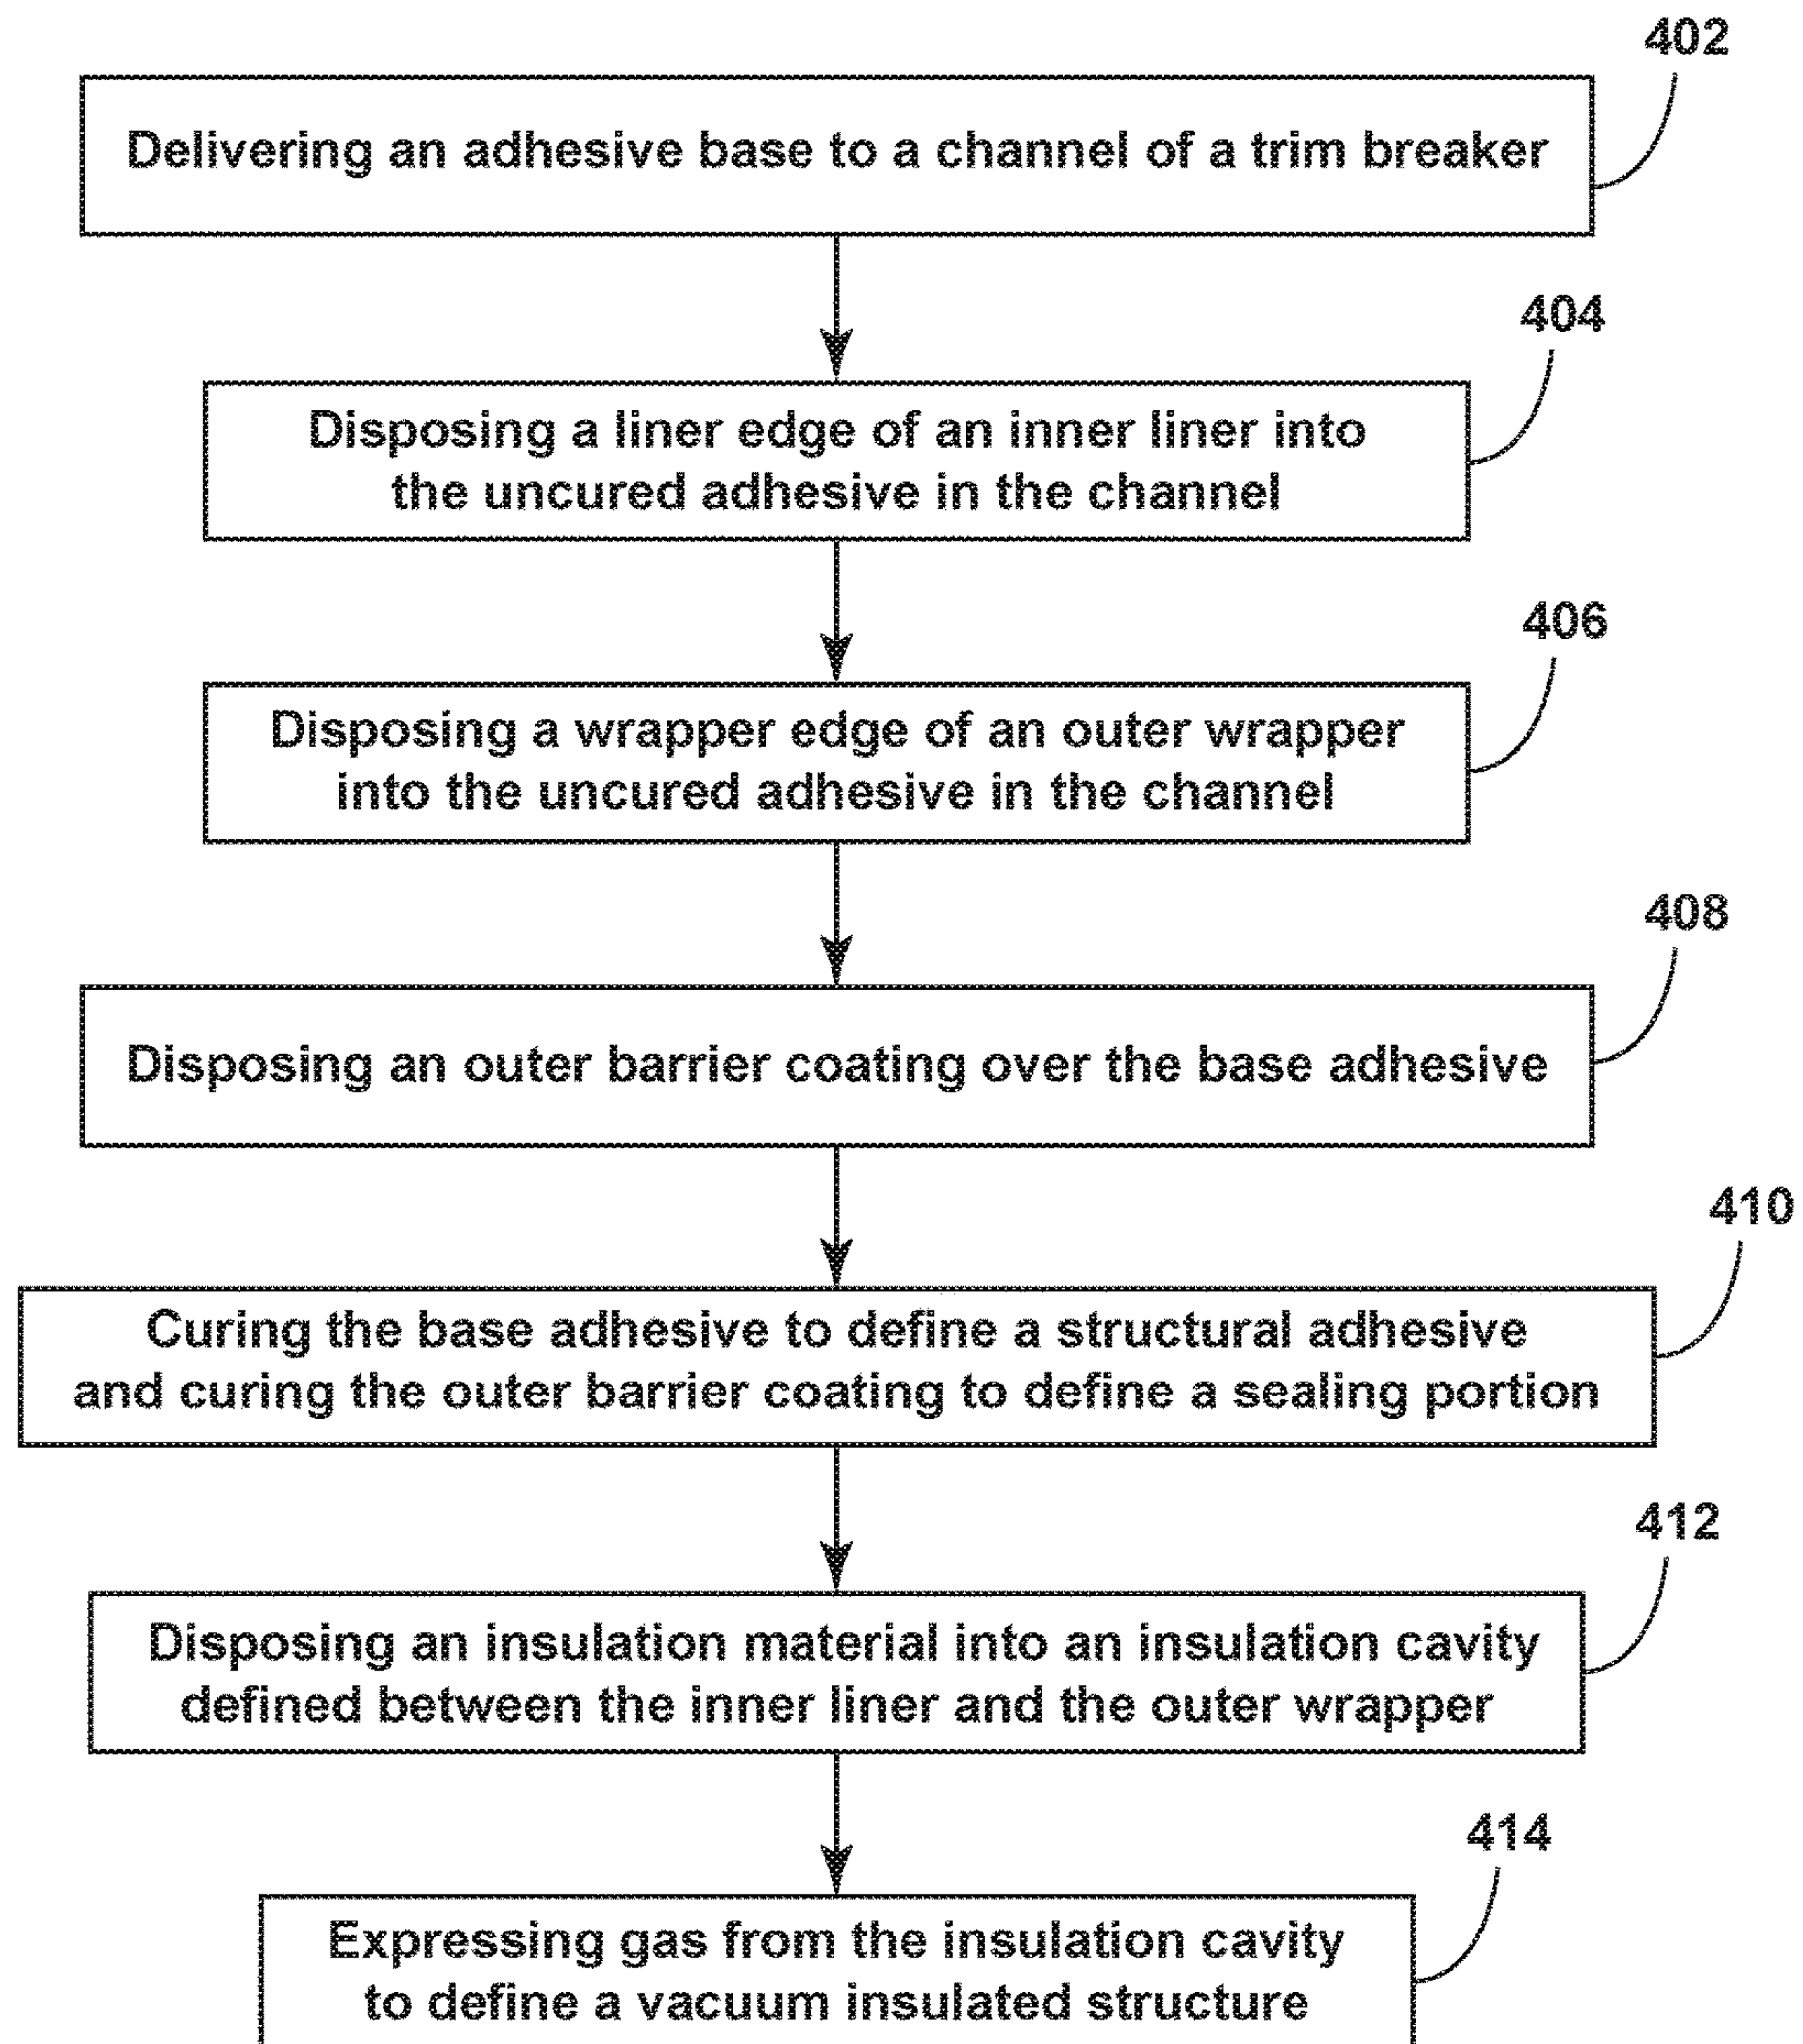 402
Delivering an adhesive base to a channel of a trim breaker
404
Disposing a liner edge of an inner liner into
the uncured adhesive in the channel
406
Disposing a wrapper edge of an outer wrapper
into the uncured adhesive in the channel
408
Disposing an outer barrier coating over the base adhesive
410
Curing the base adhesive to define a structural adhesive
and curing the outer barrier coating to define a sealing portion
412
Disposing an insulation material into an insulation cavity
defined between the inner liner and the outer wrapper
414
Expressing gas from the insulation cavity
to define a vacuum insulated structure